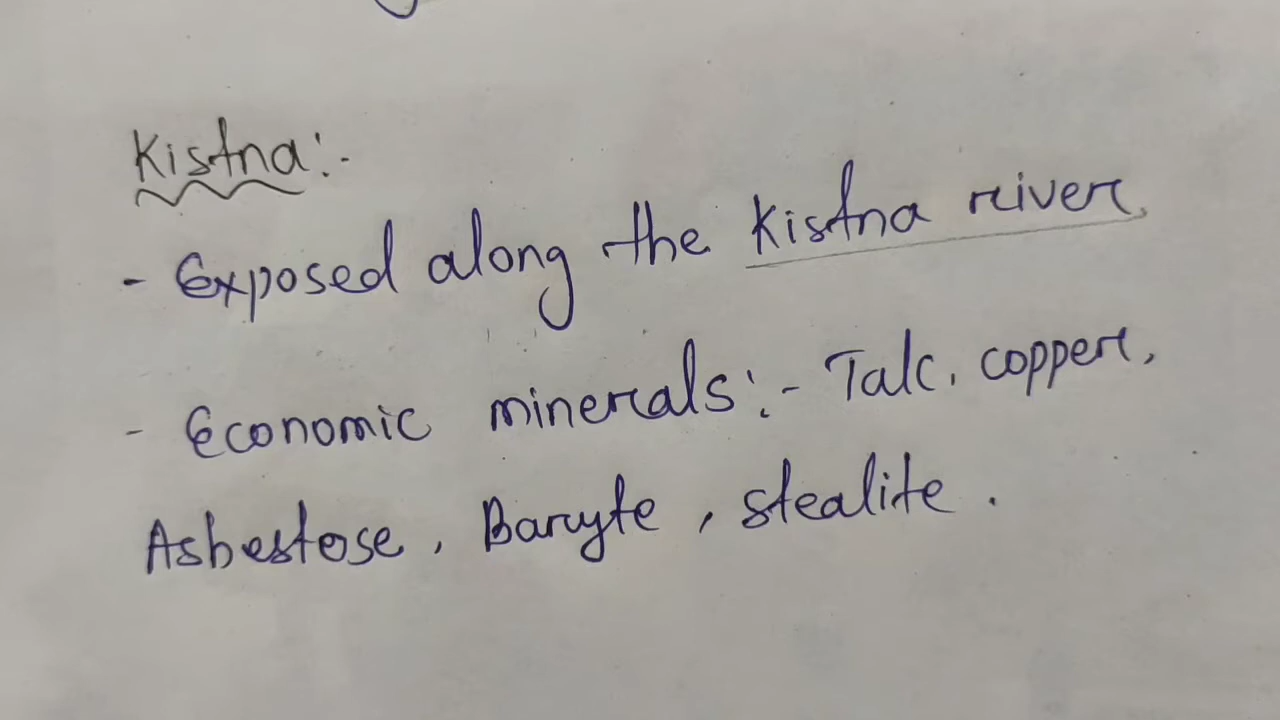 Kistna:-
- Exposed along the Kistna river.
- Economic minerals:- Talc, copper,
Asbestose, Baryte, stealite.